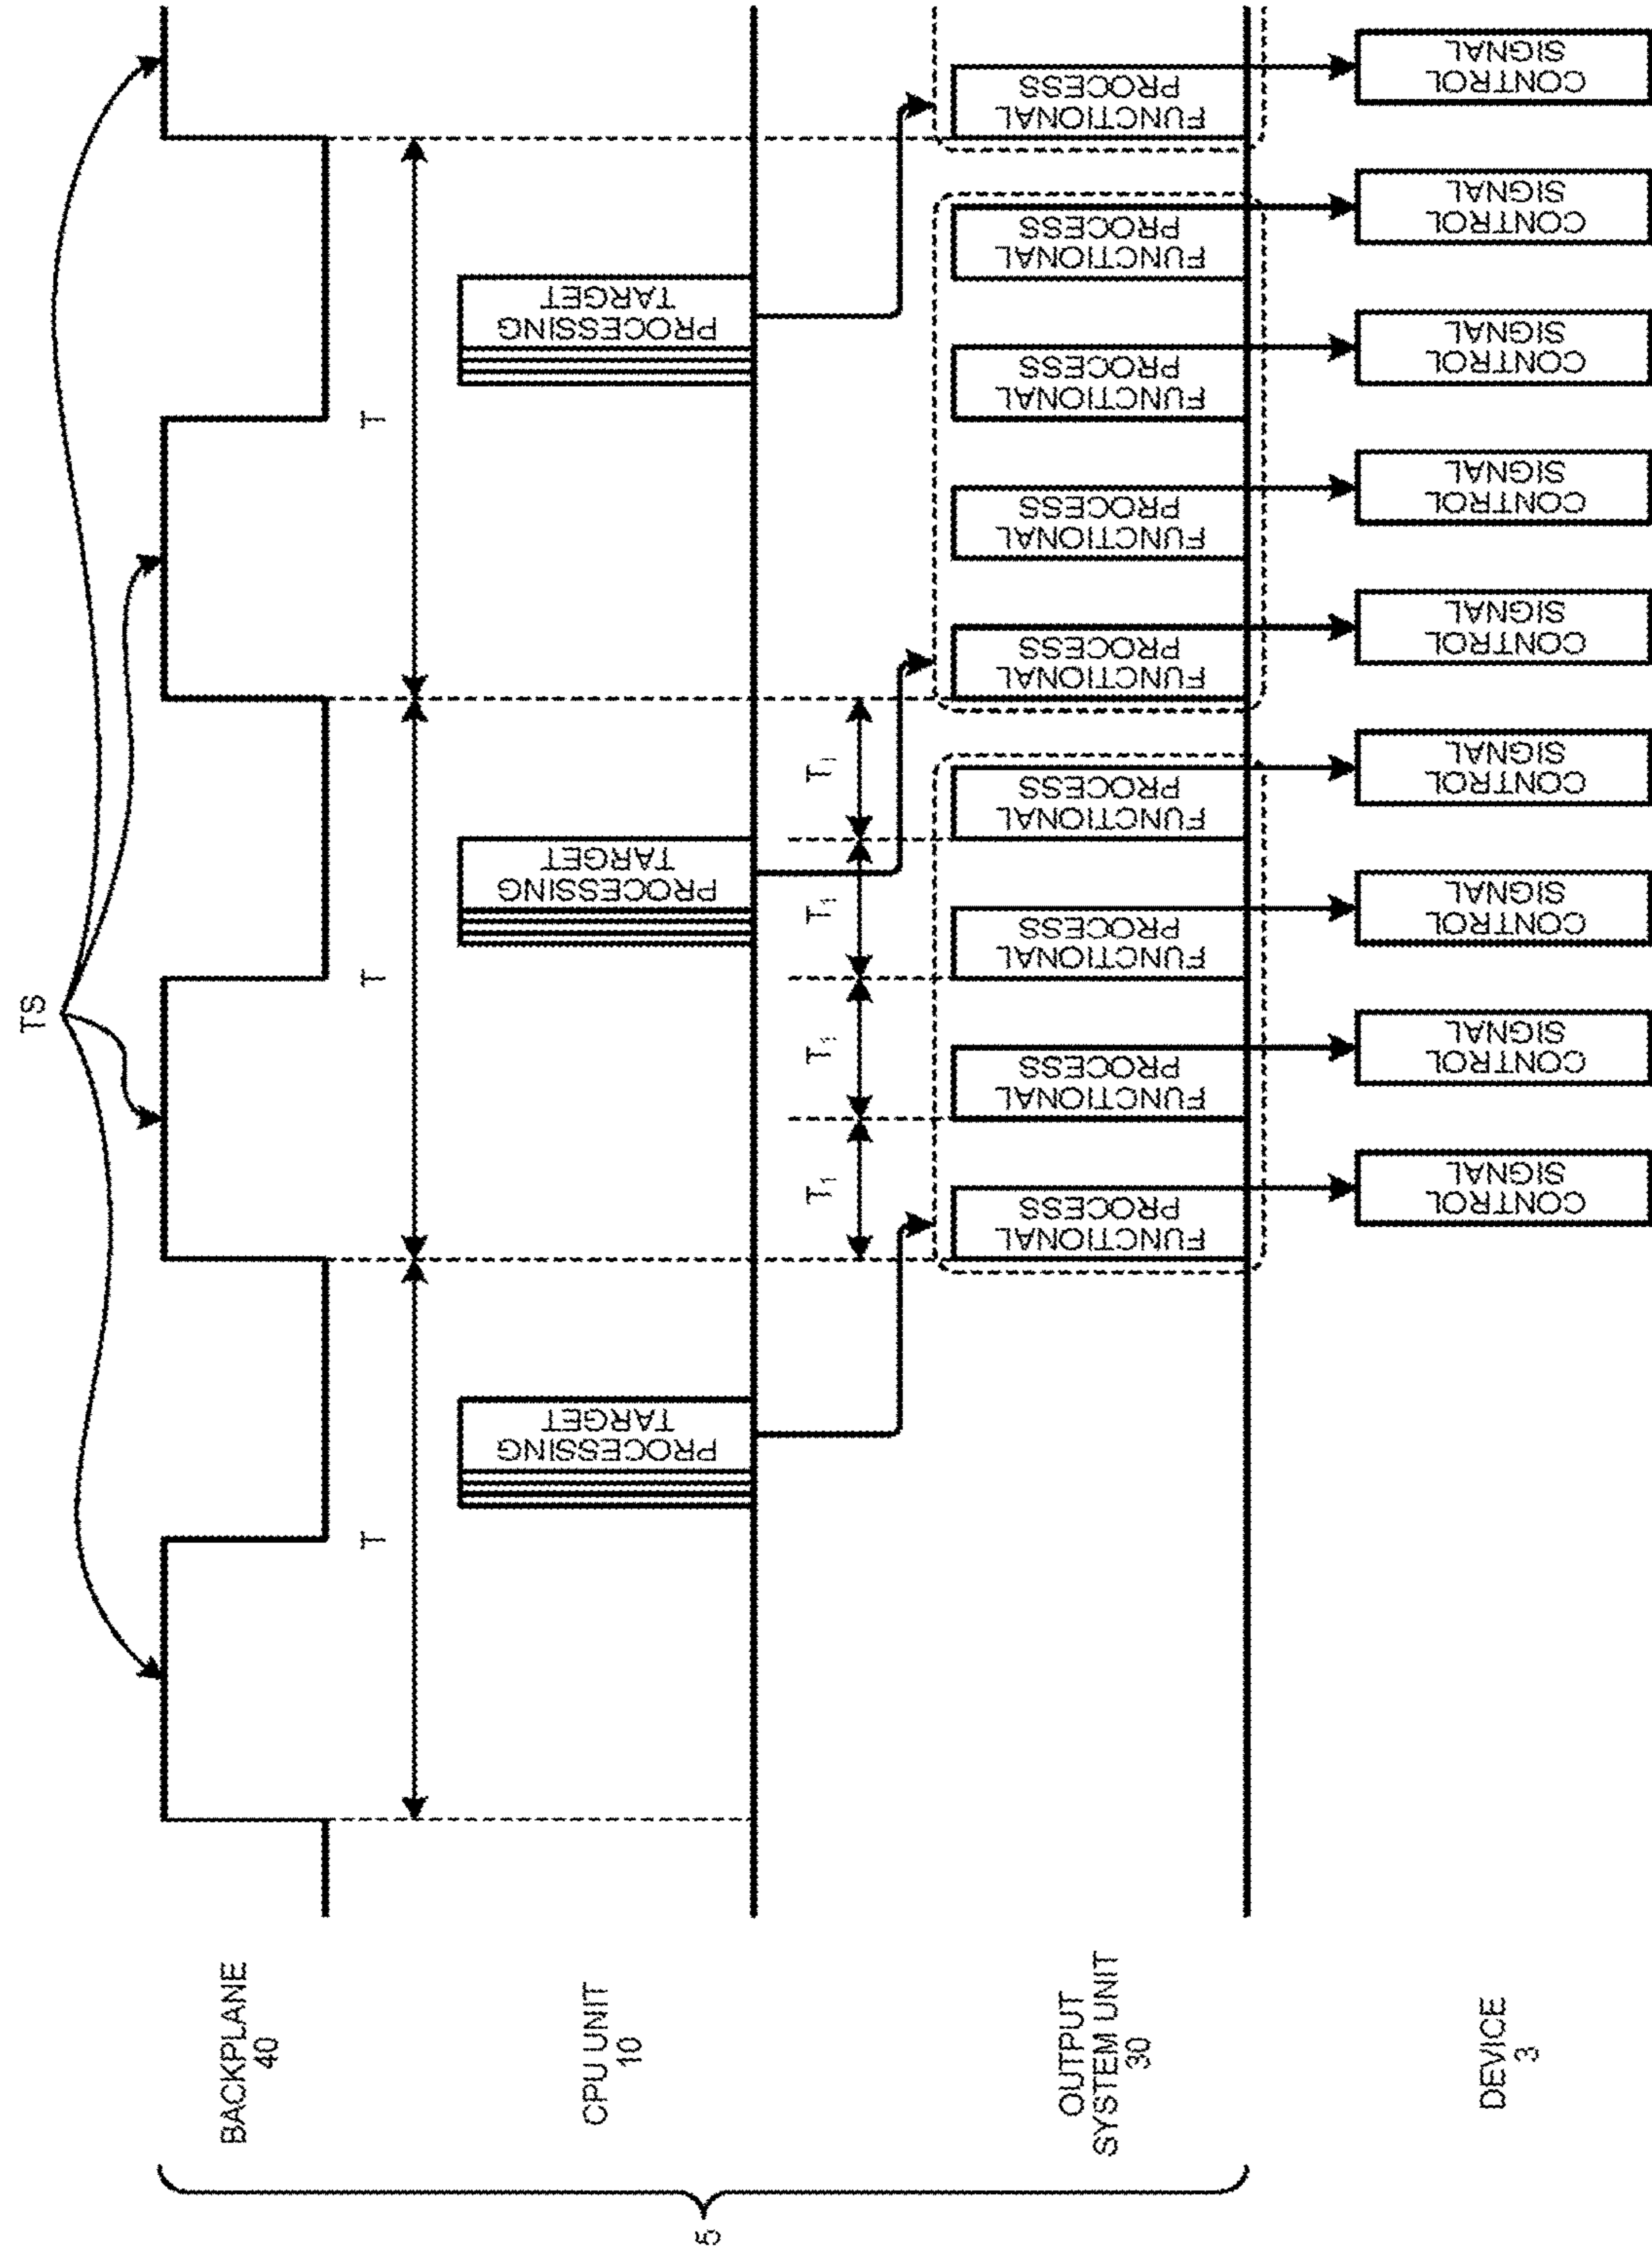 TS
BACKPLANE
40
T
T
T
CPU UNIT
10
PROCESSING
TARGET
PROCESSING
TARGET
PROCESSING
TARGET
T₁
T₁
T₁
T₁
5
OUTPUT
SYSTEM UNIT
30
FUNCTIONAL
PROCESS
FUNCTIONAL
PROCESS
FUNCTIONAL
PROCESS
FUNCTIONAL
PROCESS
FUNCTIONAL
PROCESS
FUNCTIONAL
PROCESS
FUNCTIONAL
PROCESS
FUNCTIONAL
PROCESS
FUNCTIONAL
PROCESS
DEVICE
3
CONTROL
SIGNAL
CONTROL
SIGNAL
CONTROL
SIGNAL
CONTROL
SIGNAL
CONTROL
SIGNAL
CONTROL
SIGNAL
CONTROL
SIGNAL
CONTROL
SIGNAL
CONTROL
SIGNAL